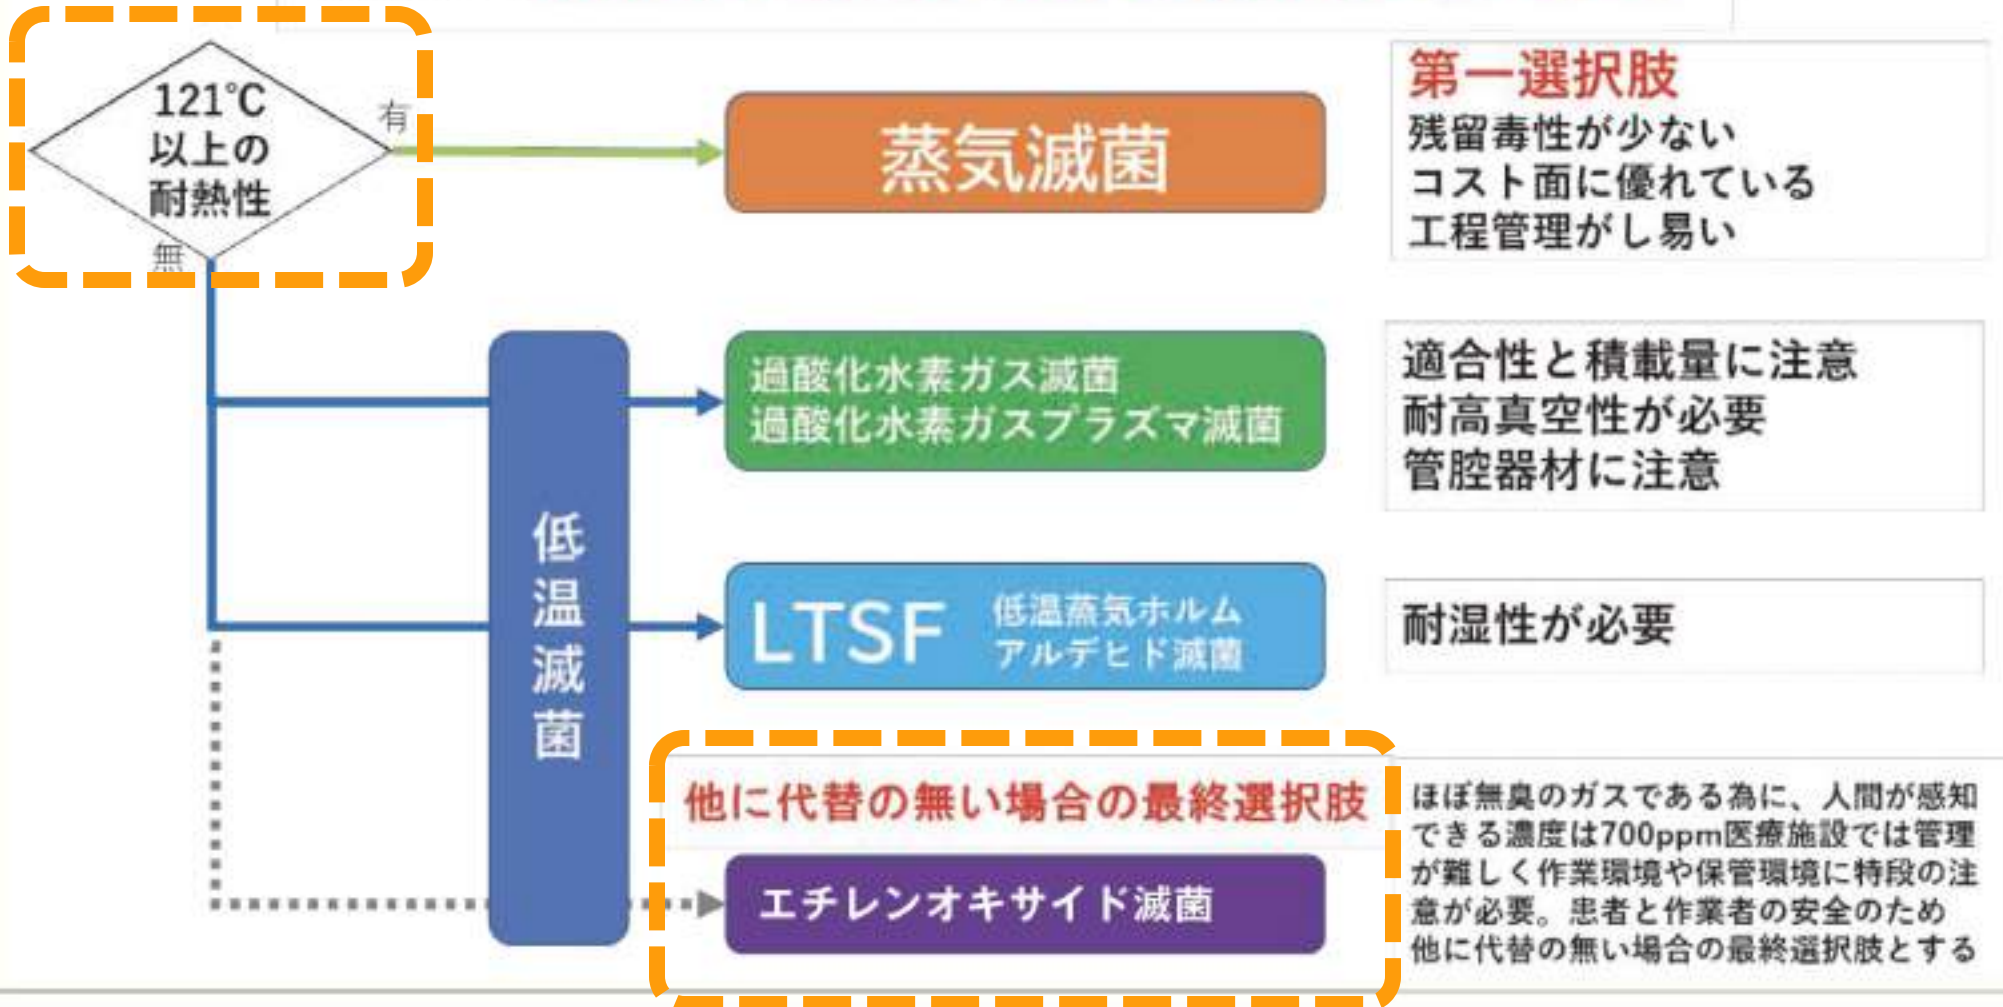 121℃
以上の
耐熱性
有
無
蒸気滅菌
第一選択肢
残留毒性が少ない
コスト面に優れている
工程管理がし易い
低温滅菌
過酸化水素ガス滅菌
過酸化水素ガスプラズマ滅菌
適合性と積載量に注意
耐高真空性が必要
管腔器材に注意
LTSF
低温蒸気ホルム
アルデヒド滅菌
耐湿性が必要
他に代替の無い場合の最終選択肢
エチレンオキサイド滅菌
ほぼ無臭のガスである為に、人間が感知
できる濃度は700ppm医療施設では管理
が難しく作業環境や保管環境に特段の注
意が必要。患者と作業者の安全のため
他に代替の無い場合の最終選択肢とする